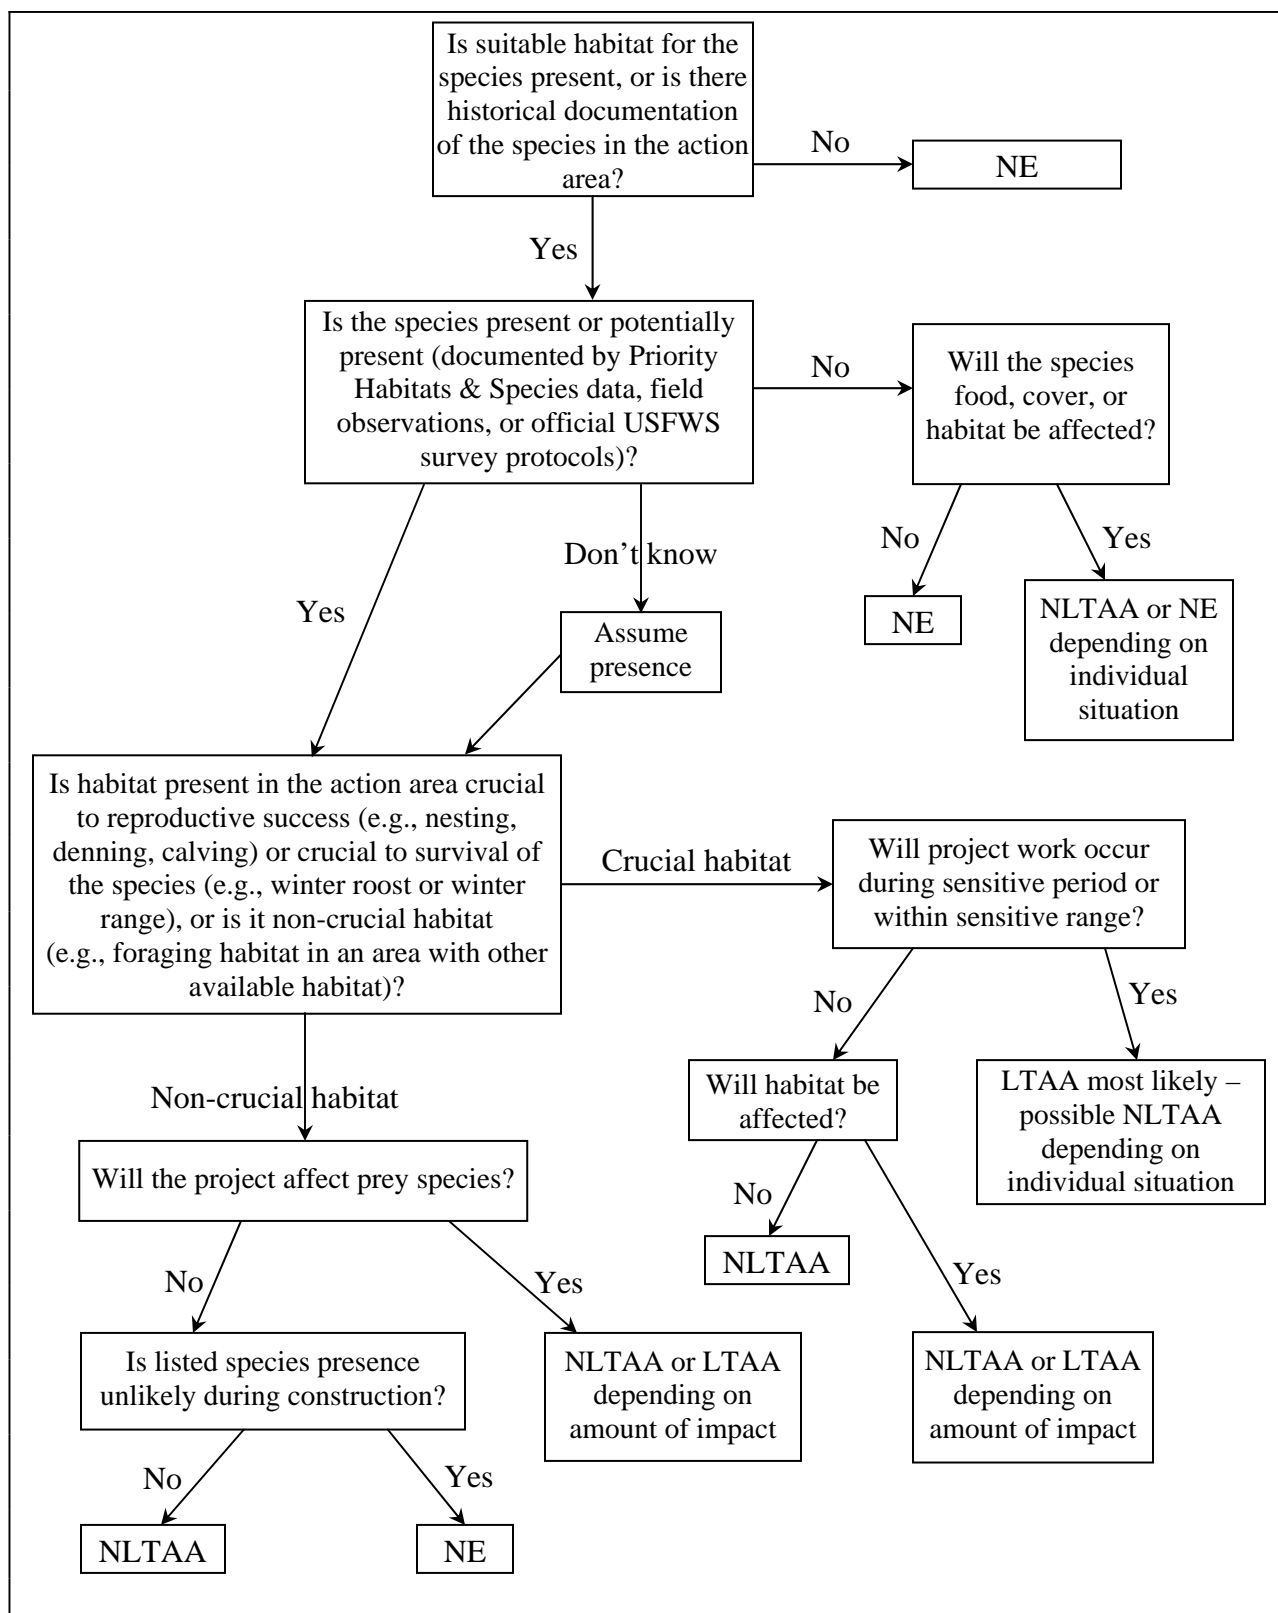 Is suitable habitat for the
species present, or is there
historical documentation
of the species in the action
area?
No
NE
Yes
Is the species present or potentially
present (documented by Priority
Habitats & Species data, field
observations, or official USFWS
survey protocols)?
No
Will the species
food, cover, or
habitat be affected?
No
Yes
NE
NLTAA or NE
depending on
individual
situation
Don’t know
Yes
Assume
presence
Is habitat present in the action area crucial
to reproductive success (e.g., nesting,
denning, calving) or crucial to survival of
the species (e.g., winter roost or winter
range), or is it non-crucial habitat
(e.g., foraging habitat in an area with other
available habitat)?
Crucial habitat
Will project work occur
during sensitive period or
within sensitive range?
No
Yes
Will habitat be
affected?
LTAA most likely –
possible NLTAA
depending on
individual situation
No
NLTAA
Yes
NLTAA or LTAA
depending on
amount of impact
Non-crucial habitat
Will the project affect prey species?
No
Yes
Is listed species presence
unlikely during construction?
NLTAA or LTAA
depending on
amount of impact
No
Yes
NLTAA
NE